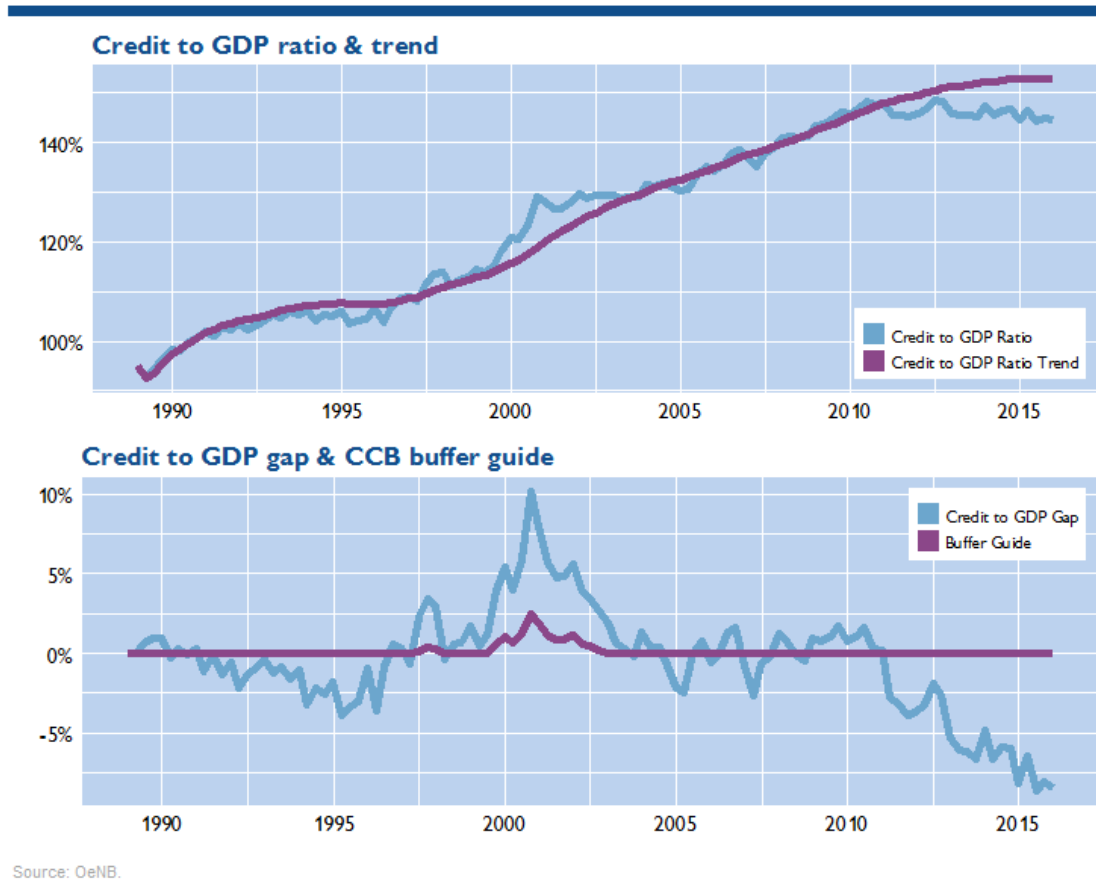 Credit to GDP ratio & trend
140%
120%
100%
Credit to GDP Ratio
Credit to GDP Ratio Trend
1990 1995 2000 2005 2010 2015
Credit to GDP gap & CCB buffer guide
10%
5%
0%
-5%
Credit to GDP Gap
Buffer Guide
1990 1995 2000 2005 2010 2015
Source: OeNB.